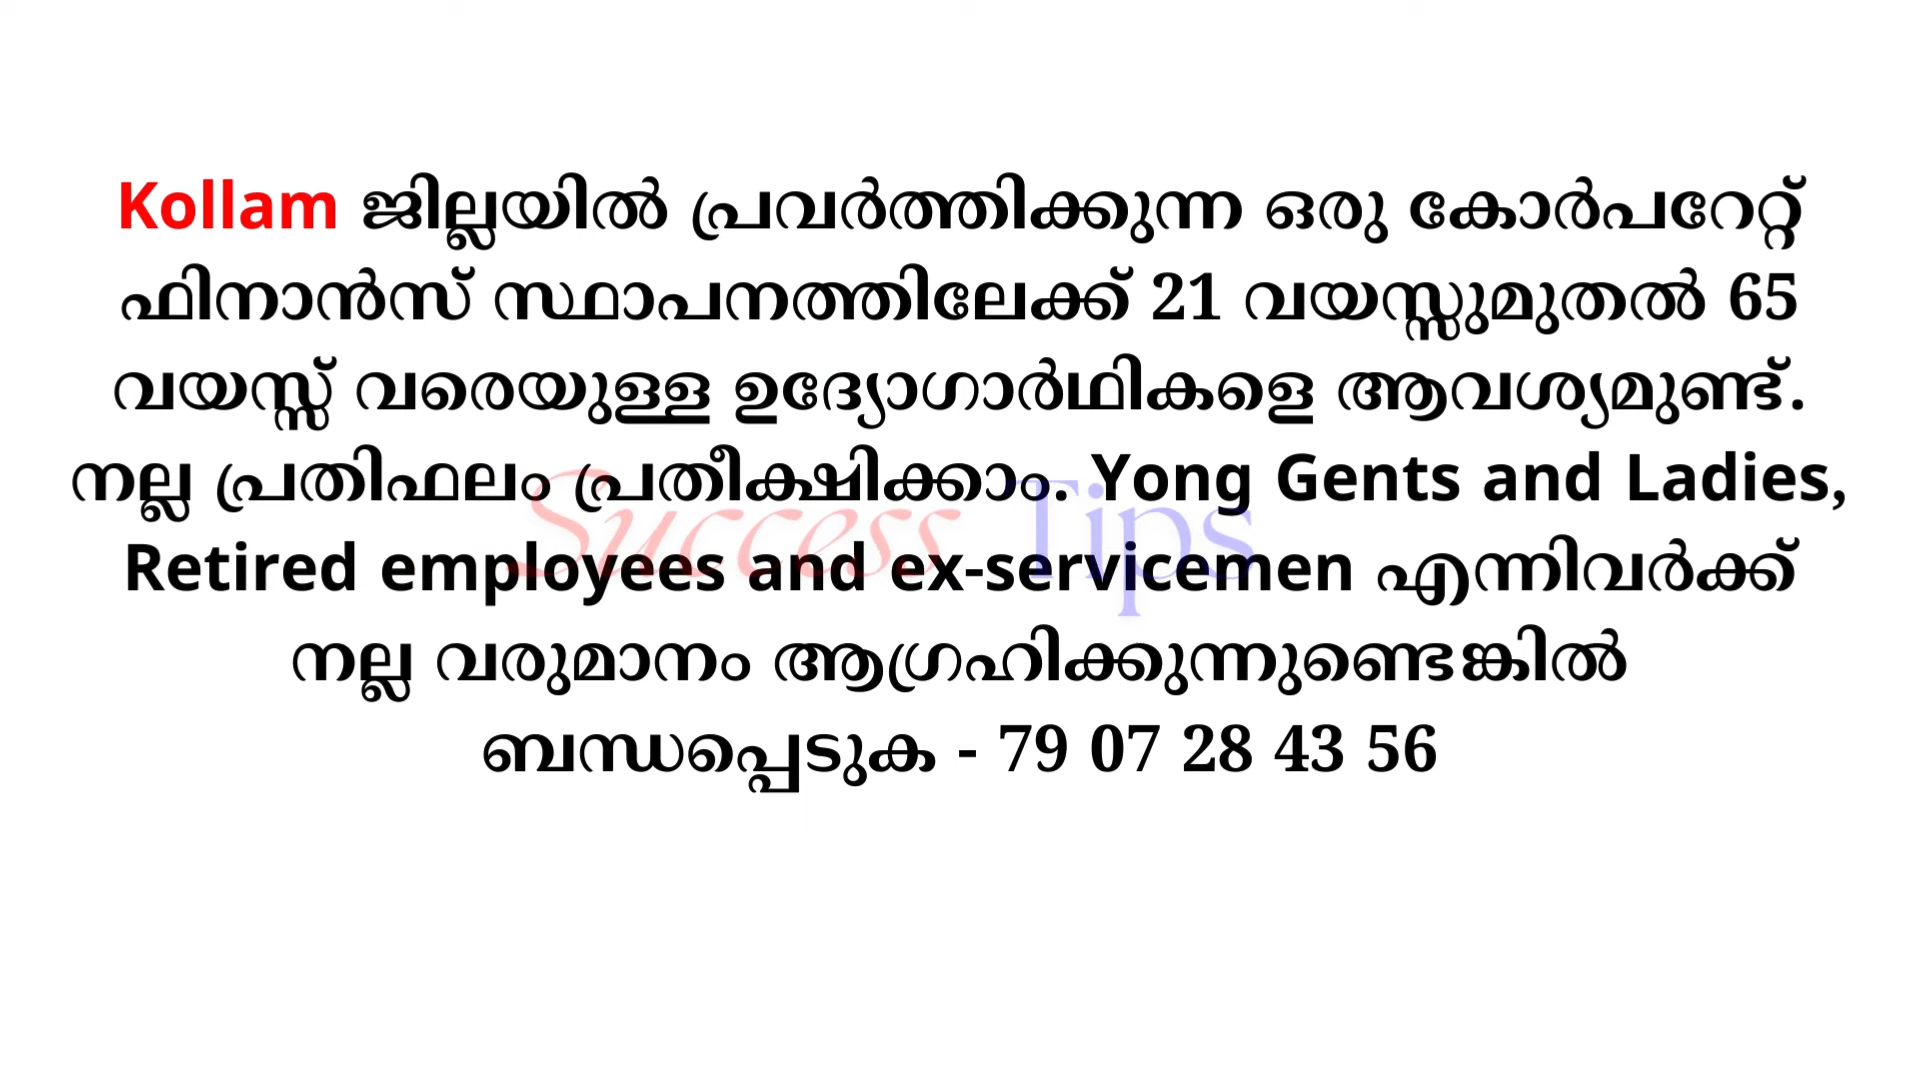 Kollam ജില്ലയിൽ പ്രവർത്തിക്കുന്ന ഒരു കോർപറേറ്റ്
ഫിനാൻസ് സ്ഥാപനത്തിലേക്ക് 21 വയസ്സുമുതൽ 65
വയസ്സ് വരെയുള്ള ഉദ്യോഗാർഥികളെ ആവശ്യമുണ്ട്.
നല്ല പ്രതിഫലം പ്രതീക്ഷിക്കാം. Yong Gents and Ladies,
Success Tips
Retired employees and ex-servicemen എന്നിവർക്ക്
നല്ല വരുമാനം ആഗ്രഹിക്കുന്നുണ്ടെങ്കിൽ
ബന്ധപ്പെടുക - 79 07 28 43 56